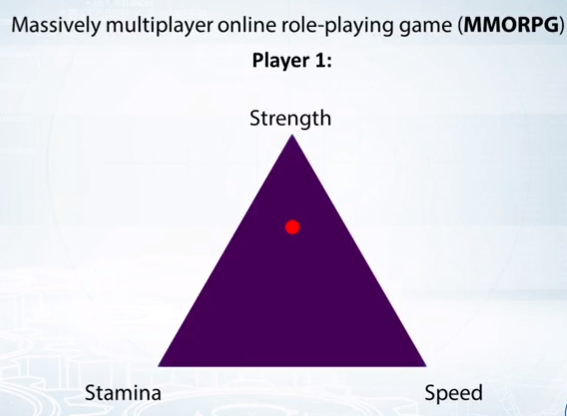 Massively multiplayer online role-playing game (MMORPG)
Player 1:
Strength
Stamina
Speed